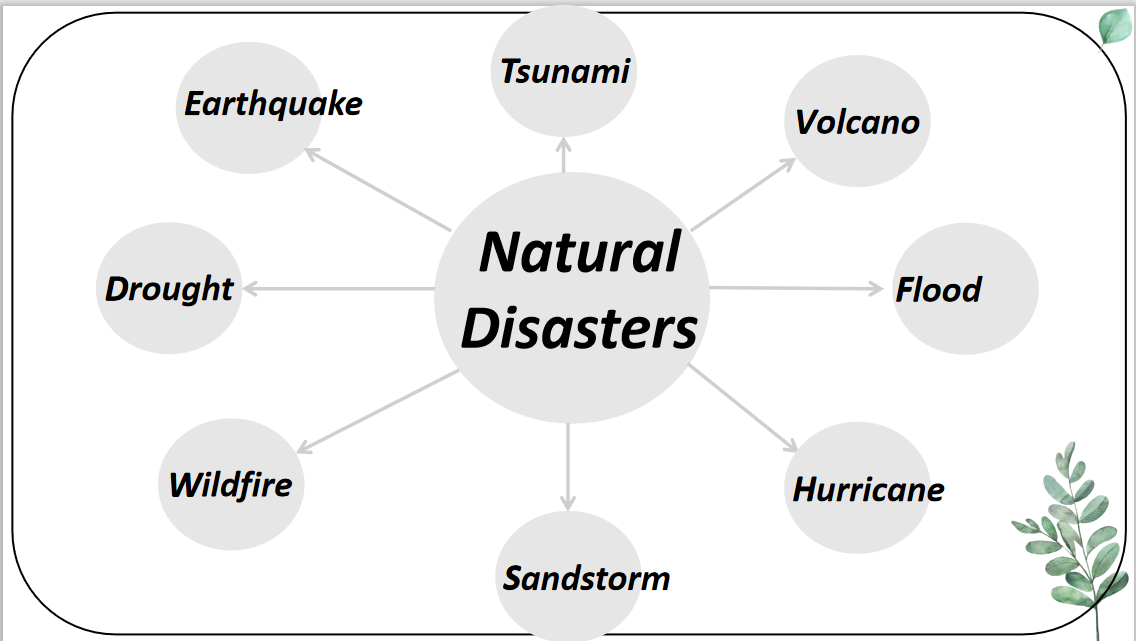 Tsunami
Earthquake
Volcano
Natural
Disasters
Drought
Flood
Wildfire
Hurricane
Sandstorm